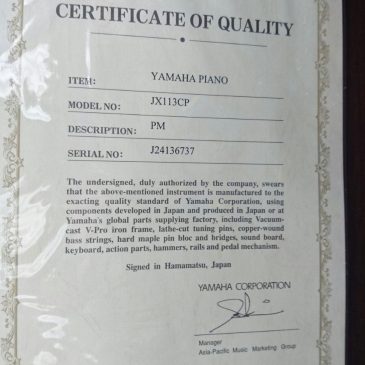 CERTIFICATE OF QUALITY
ITEM: YAMAHA PIANO
MODEL NO: JX113CP
DESCRIPTION: PM
SERIAL NO: J24136737
The undersigned, duly authorized by the company, swears
that the above-mentioned instrument is manufactured to the
exacting quality standard of Yamaha Corporation, using
components developed in Japan and produced in Japan or at
Yamaha's global parts supplying factory, including Vacuum-
cast V-Pro iron frame, lathe-cut tuning pins, copper-wound
bass strings, hard maple pin bloc and bridges, sound board,
keyboard, action parts, hammers, rails and pedal mechanism.
Signed in Hamamatsu, Japan
YAMAHA CORPORATION
Manager
Asia-Pacific Music Marketing Group